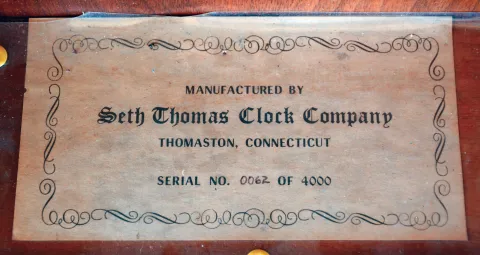 MANUFACTURED BY
Seth Thomas Clock Company
THOMASTON, CONNECTICUT
SERIAL NO. 0062 OF 4000